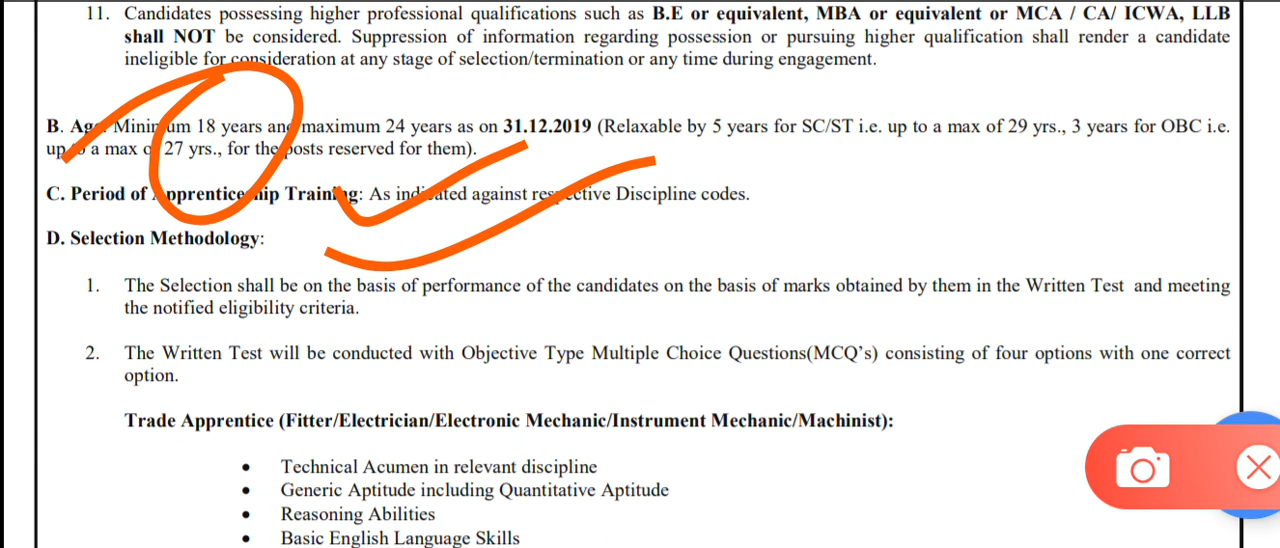 11. Candidates possessing higher professional qualifications such as B.E or equivalent, MBA or equivalent or MCA / CA/ ICWA, LLB
shall NOT be considered. Suppression of information regarding possession or pursuing higher qualification shall render a candidate
ineligible for consideration at any stage of selection/termination or any time during engagement.
B. Age: Minimum 18 years and maximum 24 years as on 31.12.2019 (Relaxable by 5 years for SC/ST i.e. up to a max of 29 yrs., 3 years for OBC i.e.
up to a max of 27 yrs., for the posts reserved for them).
C. Period of Apprenticeship Training: As indicated against respective Discipline codes.
D. Selection Methodology:
1. The Selection shall be on the basis of performance of the candidates on the basis of marks obtained by them in the Written Test and meeting
the notified eligibility criteria.
2. The Written Test will be conducted with Objective Type Multiple Choice Questions(MCQ's) consisting of four options with one correct
option.
Trade Apprentice (Fitter/Electrician/Electronic Mechanic/Instrument Mechanic/Machinist):
• Technical Acumen in relevant discipline
• Generic Aptitude including Quantitative Aptitude
• Reasoning Abilities
• Basic English Language Skills